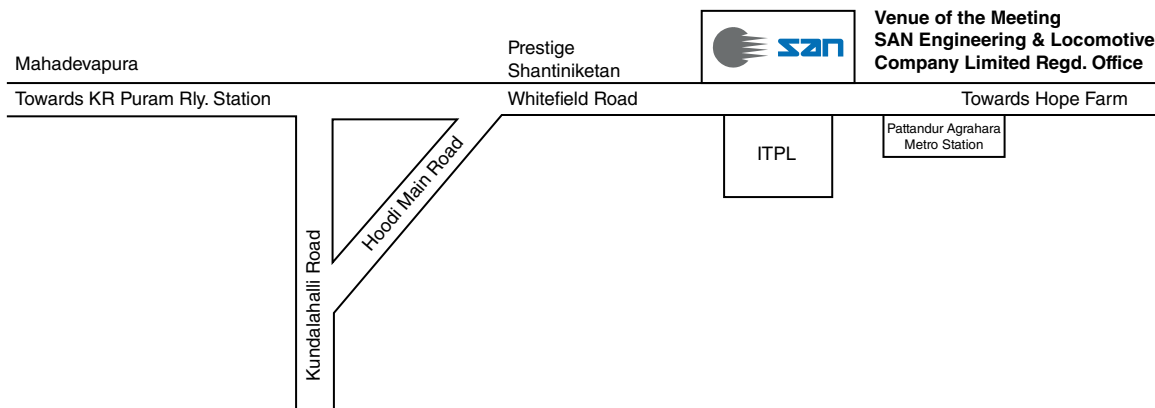 Mahadevapura
Prestige
Shantiniketan
san
Venue of the Meeting
SAN Engineering & Locomotive
Company Limited Regd. Office
Towards KR Puram Rly. Station
Whitefield Road
Towards Hope Farm
Kundalahalli Road
Hoodi Main Road
ITPL
Pattandur Agrahara
Metro Station